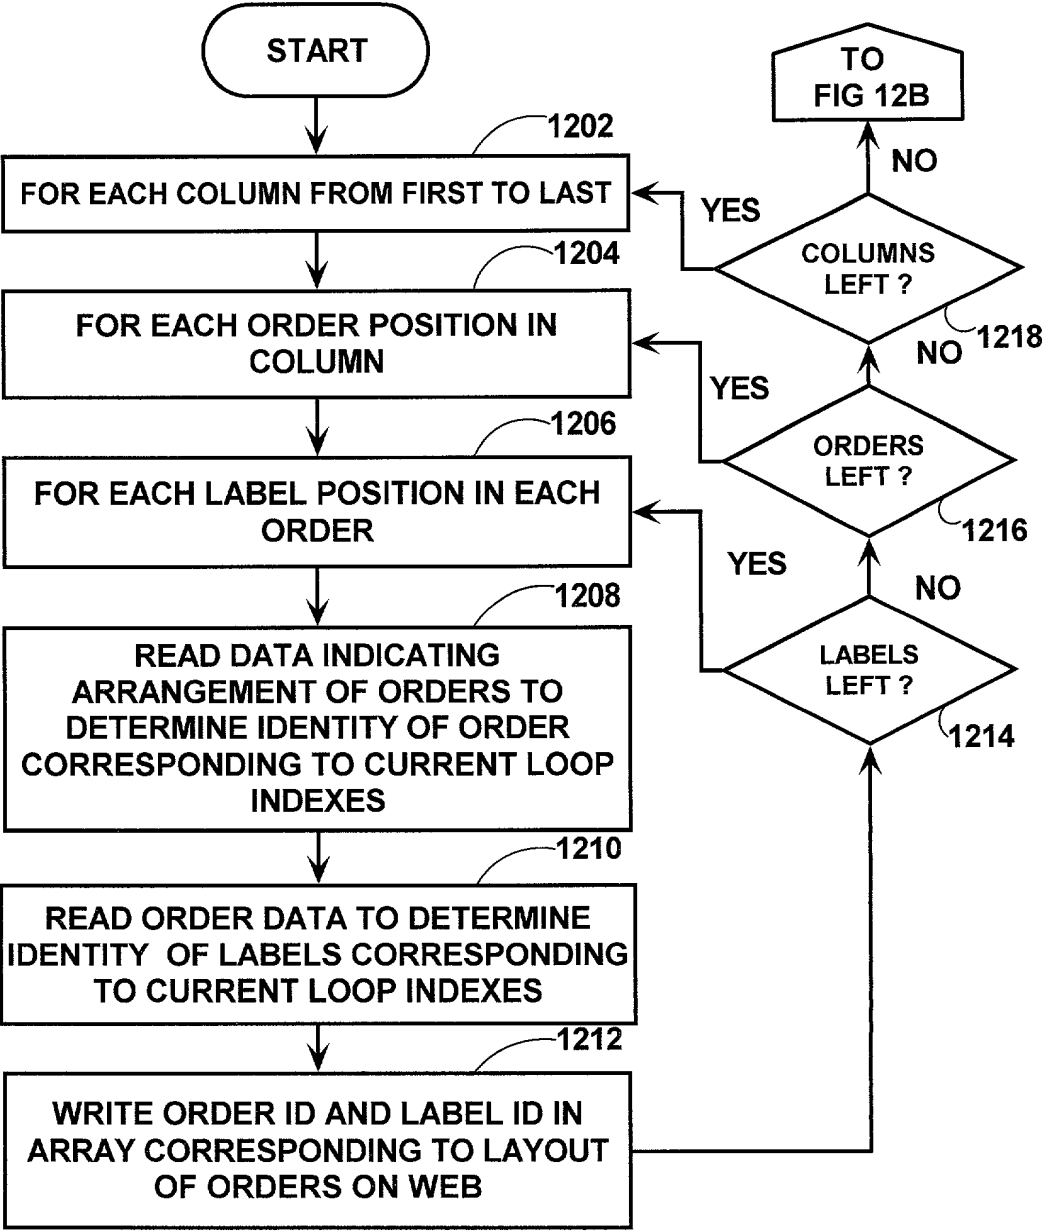 START
1202
FOR EACH COLUMN FROM FIRST TO LAST
1204
FOR EACH ORDER POSITION IN
COLUMN
1206
FOR EACH LABEL POSITION IN EACH
ORDER
1208
READ DATA INDICATING
ARRANGEMENT OF ORDERS TO
DETERMINE IDENTITY OF ORDER
CORRESPONDING TO CURRENT LOOP
INDEXES
1210
READ ORDER DATA TO DETERMINE
IDENTITY OF LABELS CORRESPONDING
TO CURRENT LOOP INDEXES
1212
WRITE ORDER ID AND LABEL ID IN
ARRAY CORRESPONDING TO LAYOUT
OF ORDERS ON WEB
LABELS
LEFT ?
1214
YES
NO
ORDERS
LEFT ?
1216
YES
NO
COLUMNS
LEFT ?
1218
YES
NO
TO
FIG 12B